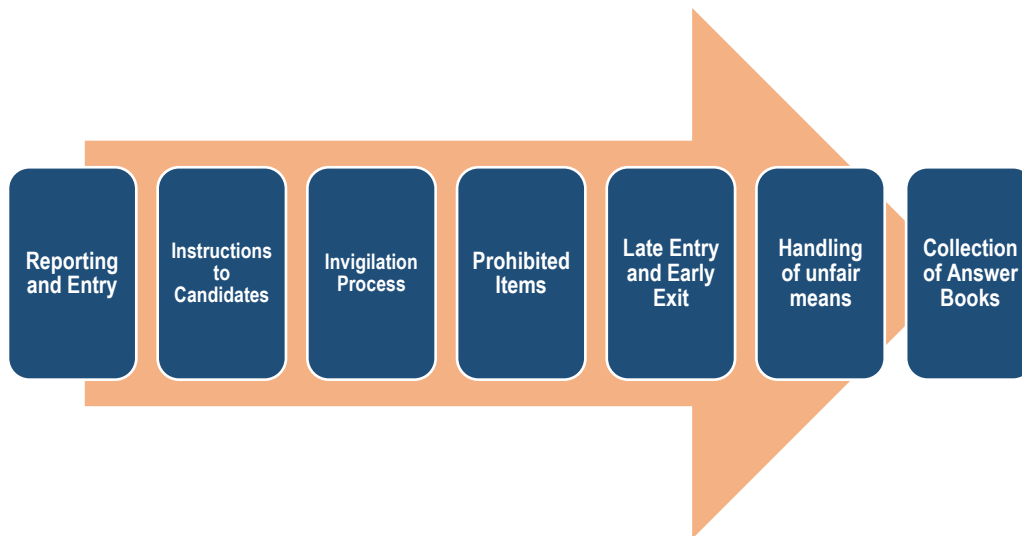 Reporting
and Entry
Instructions
to
Candidates
Invigilation
Process
Prohibited
Items
Late Entry
and Early
Exit
Handling
of unfair
means
Collection
of Answer
Books